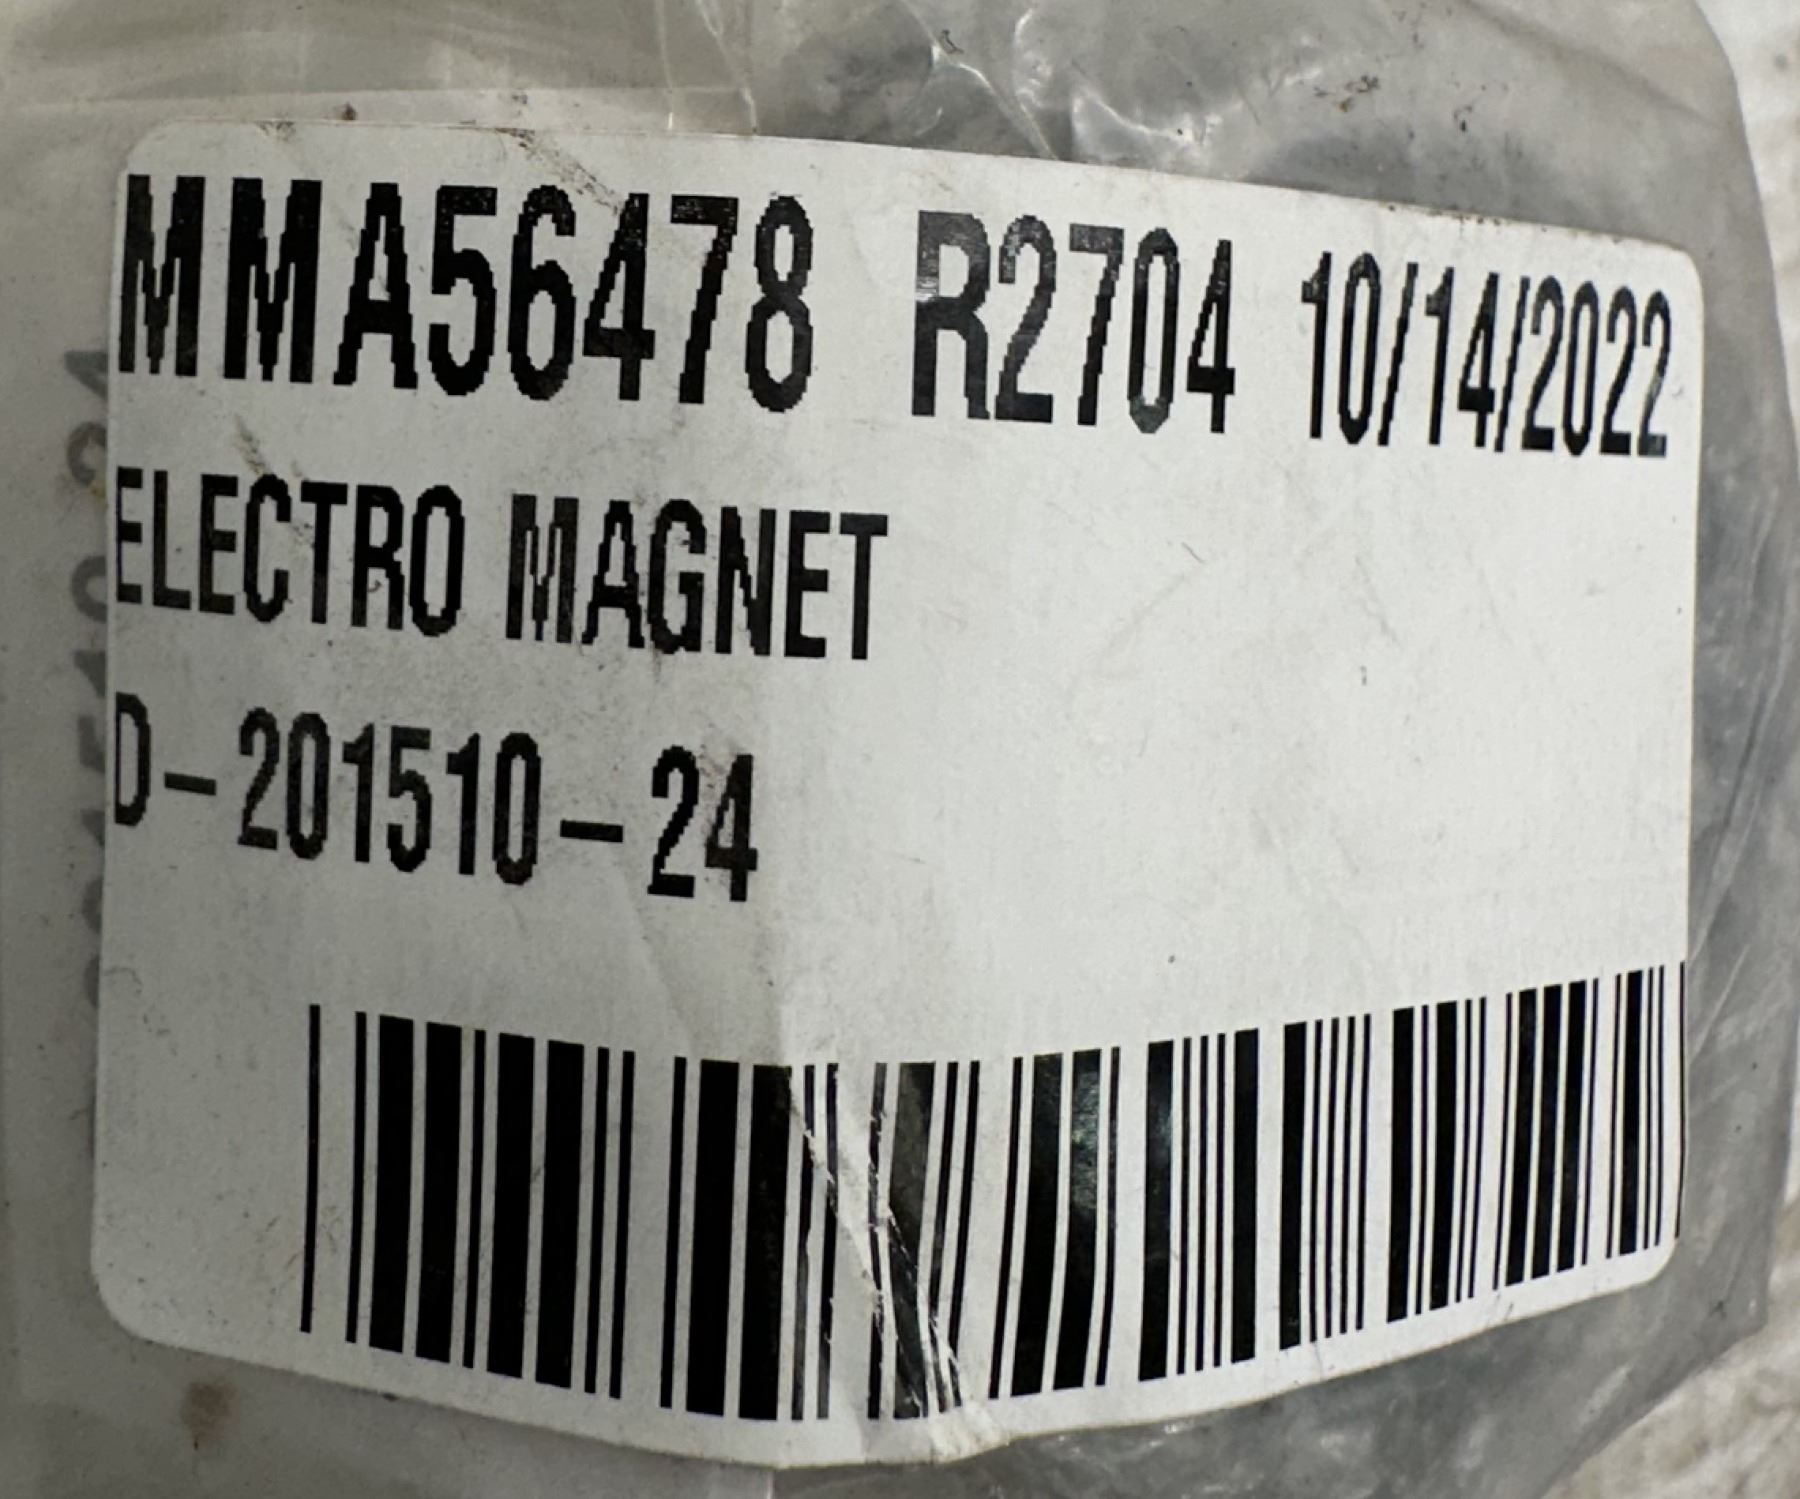 MMA56478 R2704 10/14/2022
ELECTRO MAGNET
D-201510-24